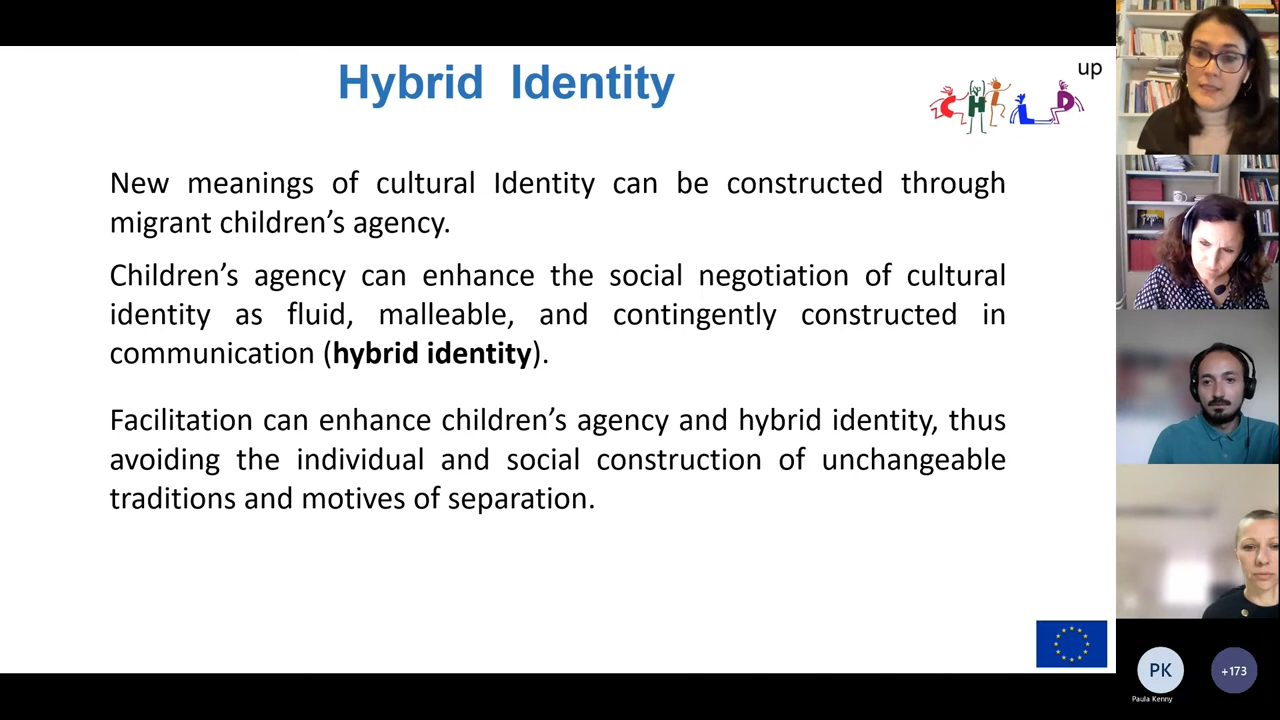 Hybrid Identity
up
CHILD
New meanings of cultural Identity can be constructed through
migrant children’s agency.
Children’s agency can enhance the social negotiation of cultural
identity as fluid, malleable, and contingently constructed in
communication (hybrid identity).
Facilitation can enhance children’s agency and hybrid identity, thus
avoiding the individual and social construction of unchangeable
traditions and motives of separation.
PK
+173
Paula Kenny